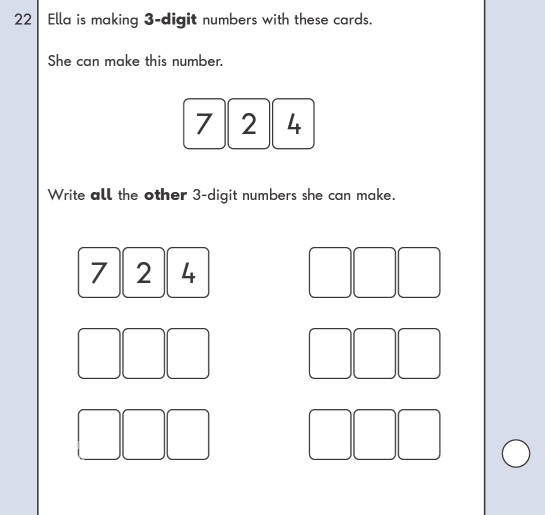 22 Ella is making 3-digit numbers with these cards.
She can make this number.
7 2 4
Write all the other 3-digit numbers she can make.
7 2 4